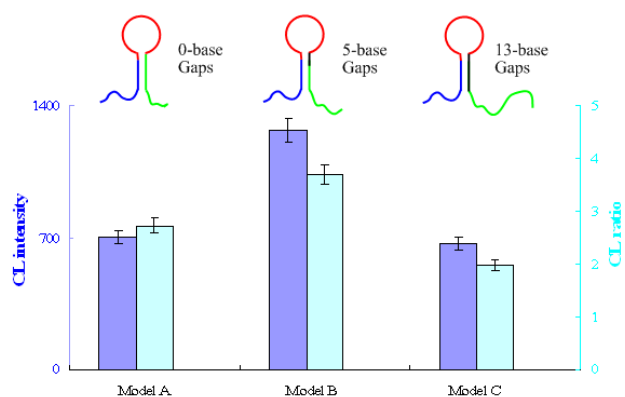 0-base
Gaps
5-base
Gaps
13-base
Gaps
1400
700
0
CL intensity
5
4
3
2
1
0
CL ratio
Model A
Model B
Model C